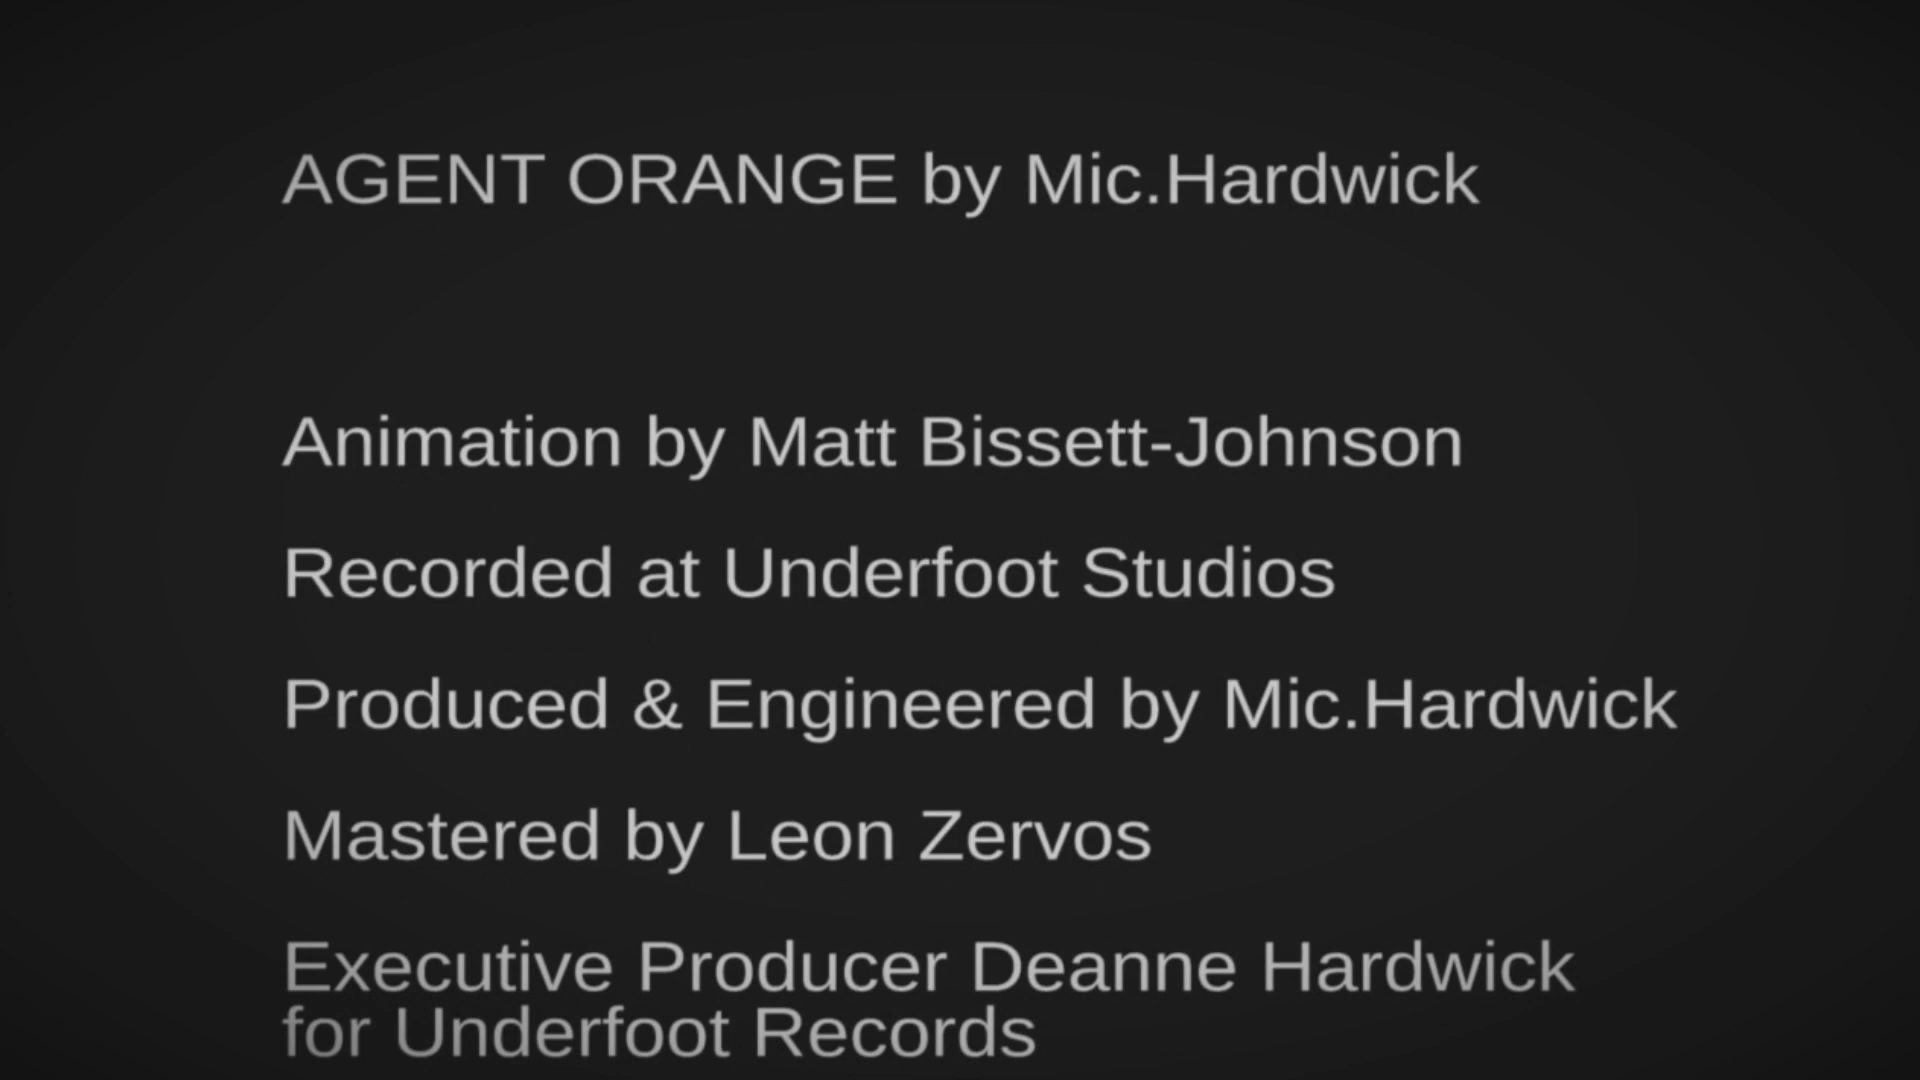 AGENT ORANGE by Mic.Hardwick
Animation by Matt Bissett-Johnson
Recorded at Underfoot Studios
Produced & Engineered by Mic.Hardwick
Mastered by Leon Zervos
Executive Producer Deanne Hardwick
for Underfoot Records